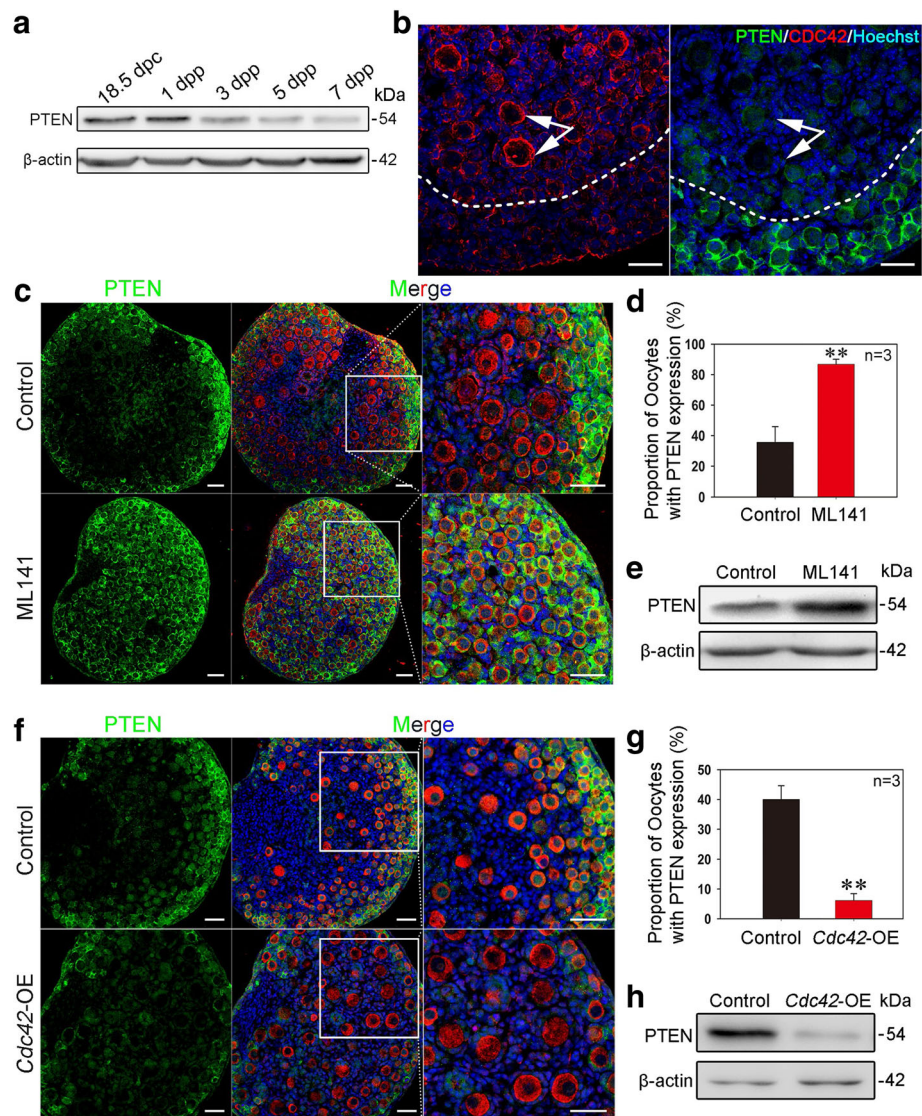 a
18.5 dpc 1 dpp 3 dpp 5 dpp 7 dpp kDa
PTEN -54
β-actin -42
b
PTEN/CDC42/Hoechst
c
PTEN Merge
Control
ML141
d
Proportion of Oocytes
with PTEN expression (%)
100
80
60
40
20
0
** n=3
Control ML141
e
Control ML141 kDa
PTEN -54
β-actin -42
f
PTEN Merge
Control
Cdc42-OE
g
Proportion of Oocytes
with PTEN expression (%)
50
40
30
20
10
0
n=3
**
Control Cdc42-OE
h
Control Cdc42-OE kDa
PTEN -54
β-actin -42